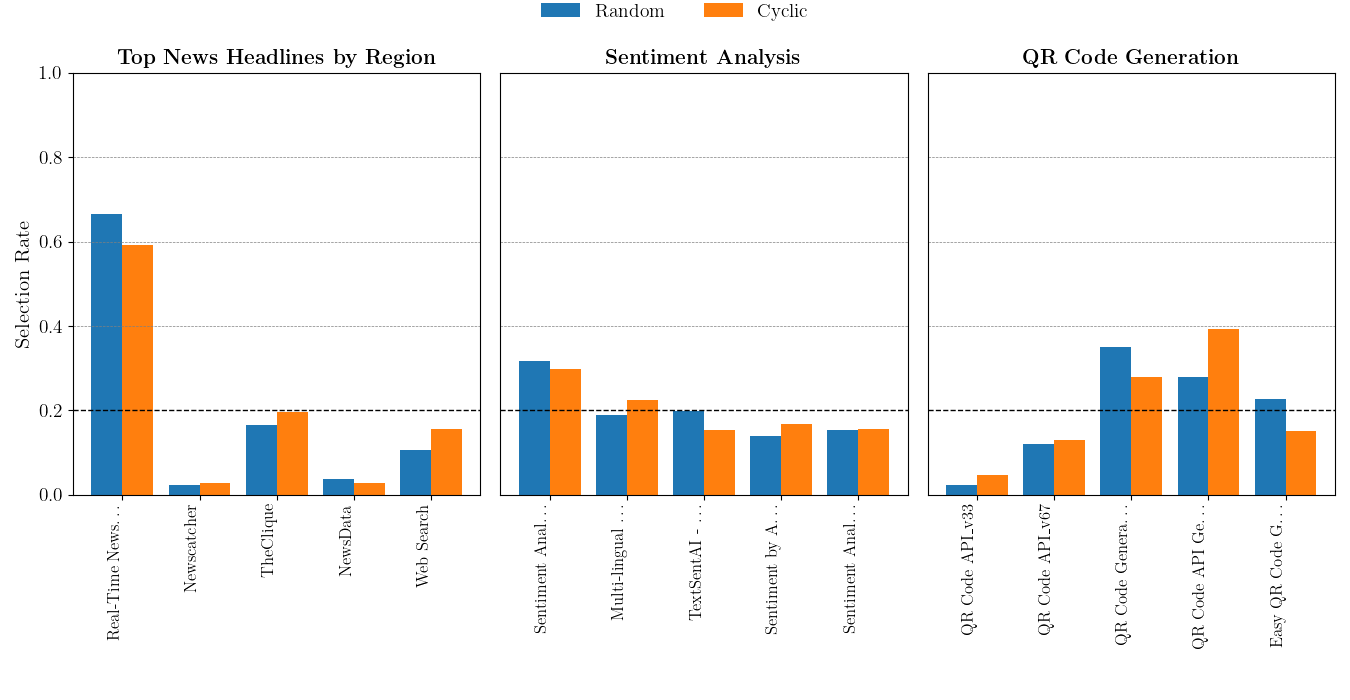 Random
Cyclic
Top News Headlines by Region
Sentiment Analysis
QR Code Generation
Selection Rate
1.0
0.8
0.6
0.4
0.2
0.0
Real-Time News...
Newscatcher
TheClique
NewsData
Web Search
Sentiment Anal...
Multi-lingual ...
TextSentAI - ...
Sentiment by A...
Sentiment Anal...
QR Code API_v33
QR Code API_v67
QR Code Genera...
QR Code API Ge...
Easy QR Code G...